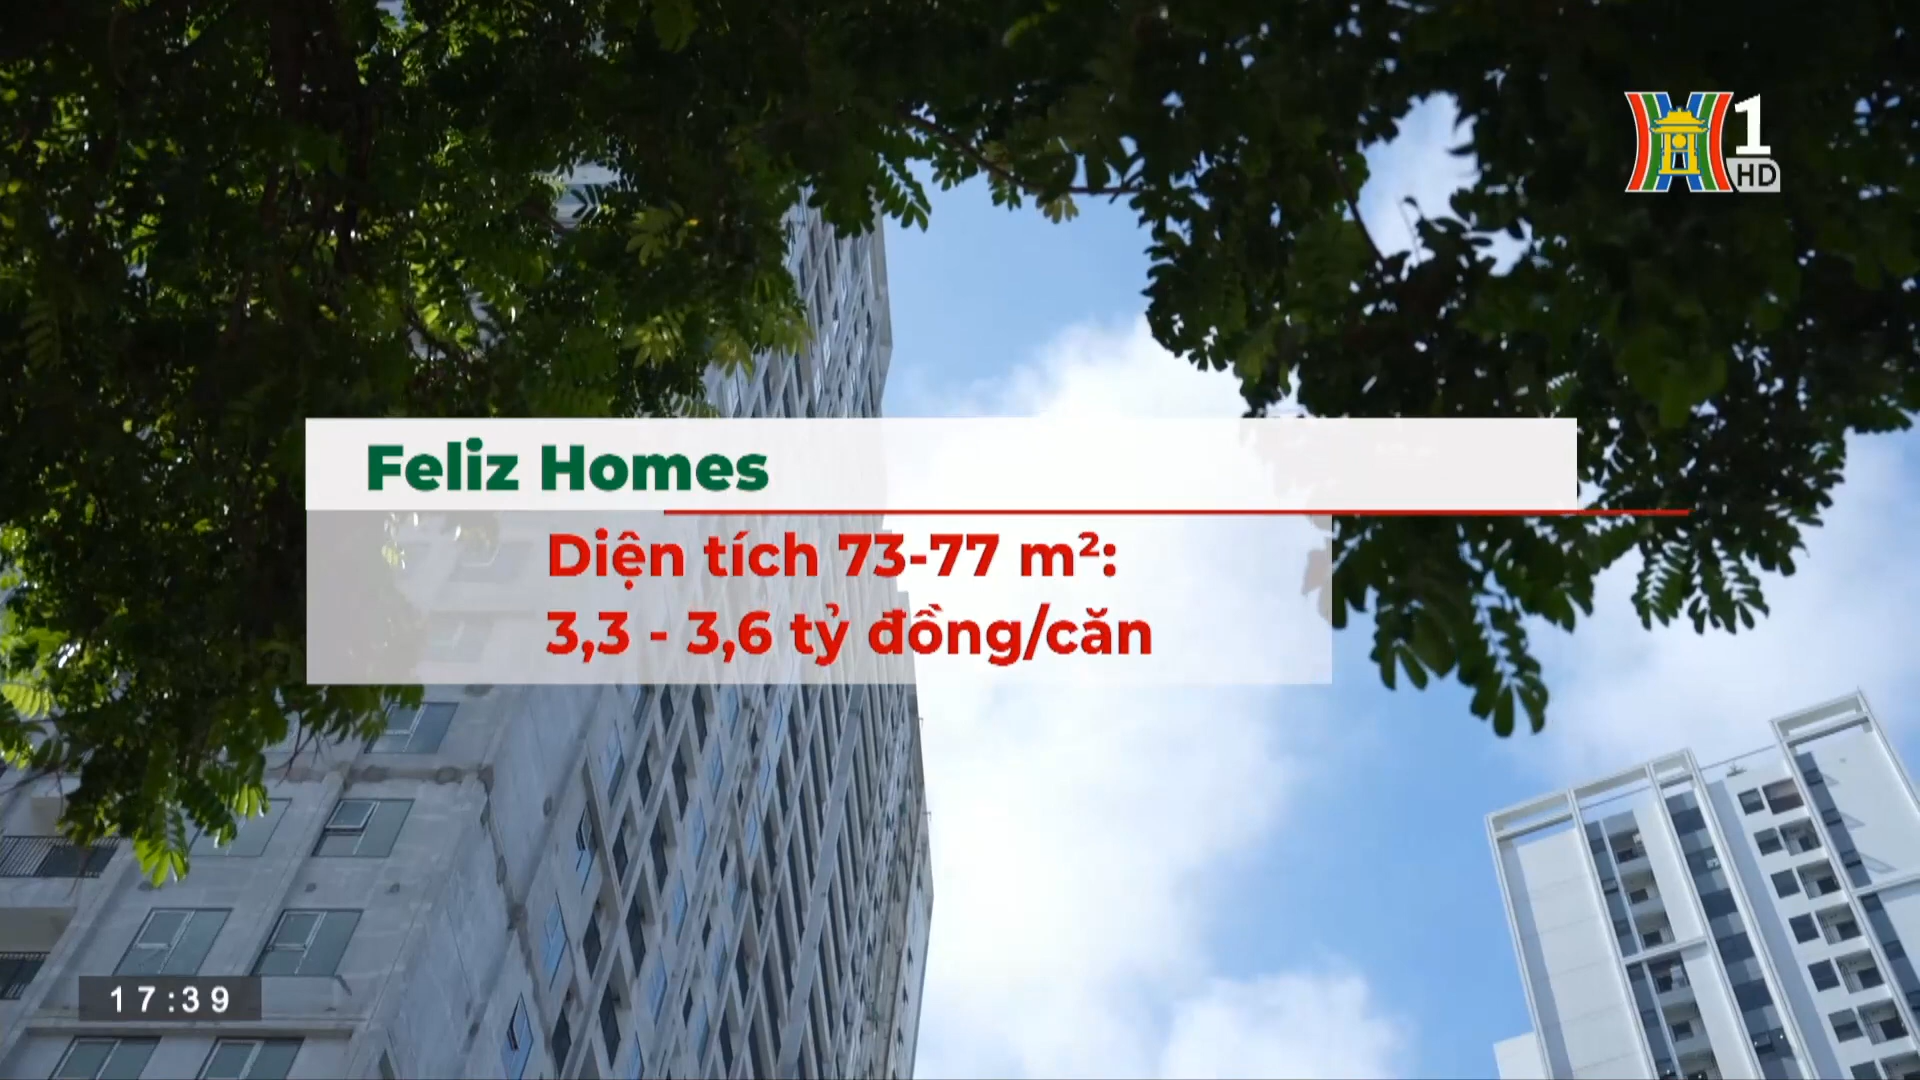 1
HD
Feliz Homes
Diện tích 73-77 m²:
3,3 - 3,6 tỷ đồng/căn
17:39